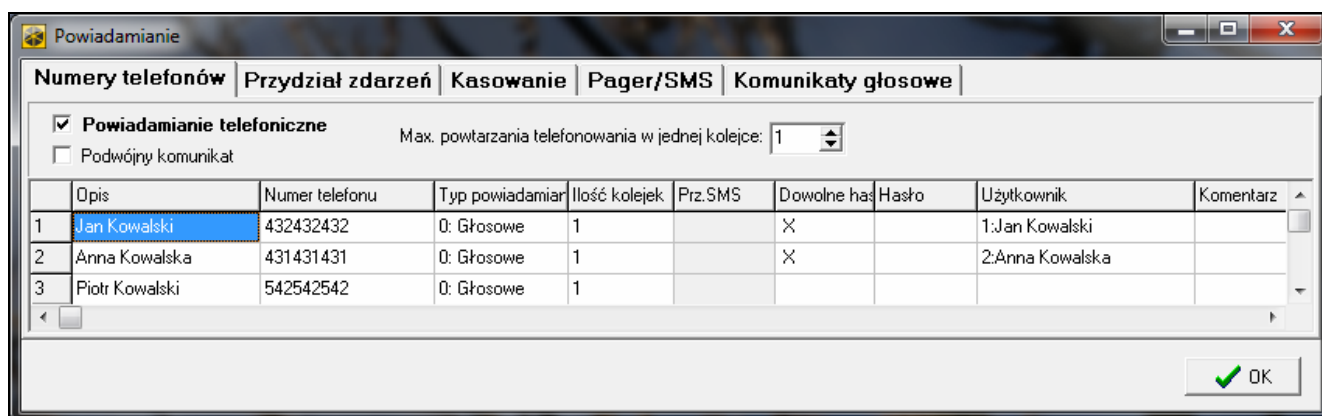 Powiadamianie
Numery telefonów Przydział zdarzeń Kasowanie Pager/SMS Komunikaty głosowe
Powiadamianie telefoniczne
Max. powtarzania telefonowania w jednej kolejce: 1
Podwójny komunikat
Opis Numer telefonu Typ powiadamiar Ilość kolejek Prz.SMS Dowolne has Hasło Użytkownik Komentarz
1 Jan Kowalski 432432432 0: Głosowe 1 X 1:Jan Kowalski
2 Anna Kowalska 431431431 0: Głosowe 1 X 2:Anna Kowalska
3 Piotr Kowalski 542542542 0: Głosowe 1
OK